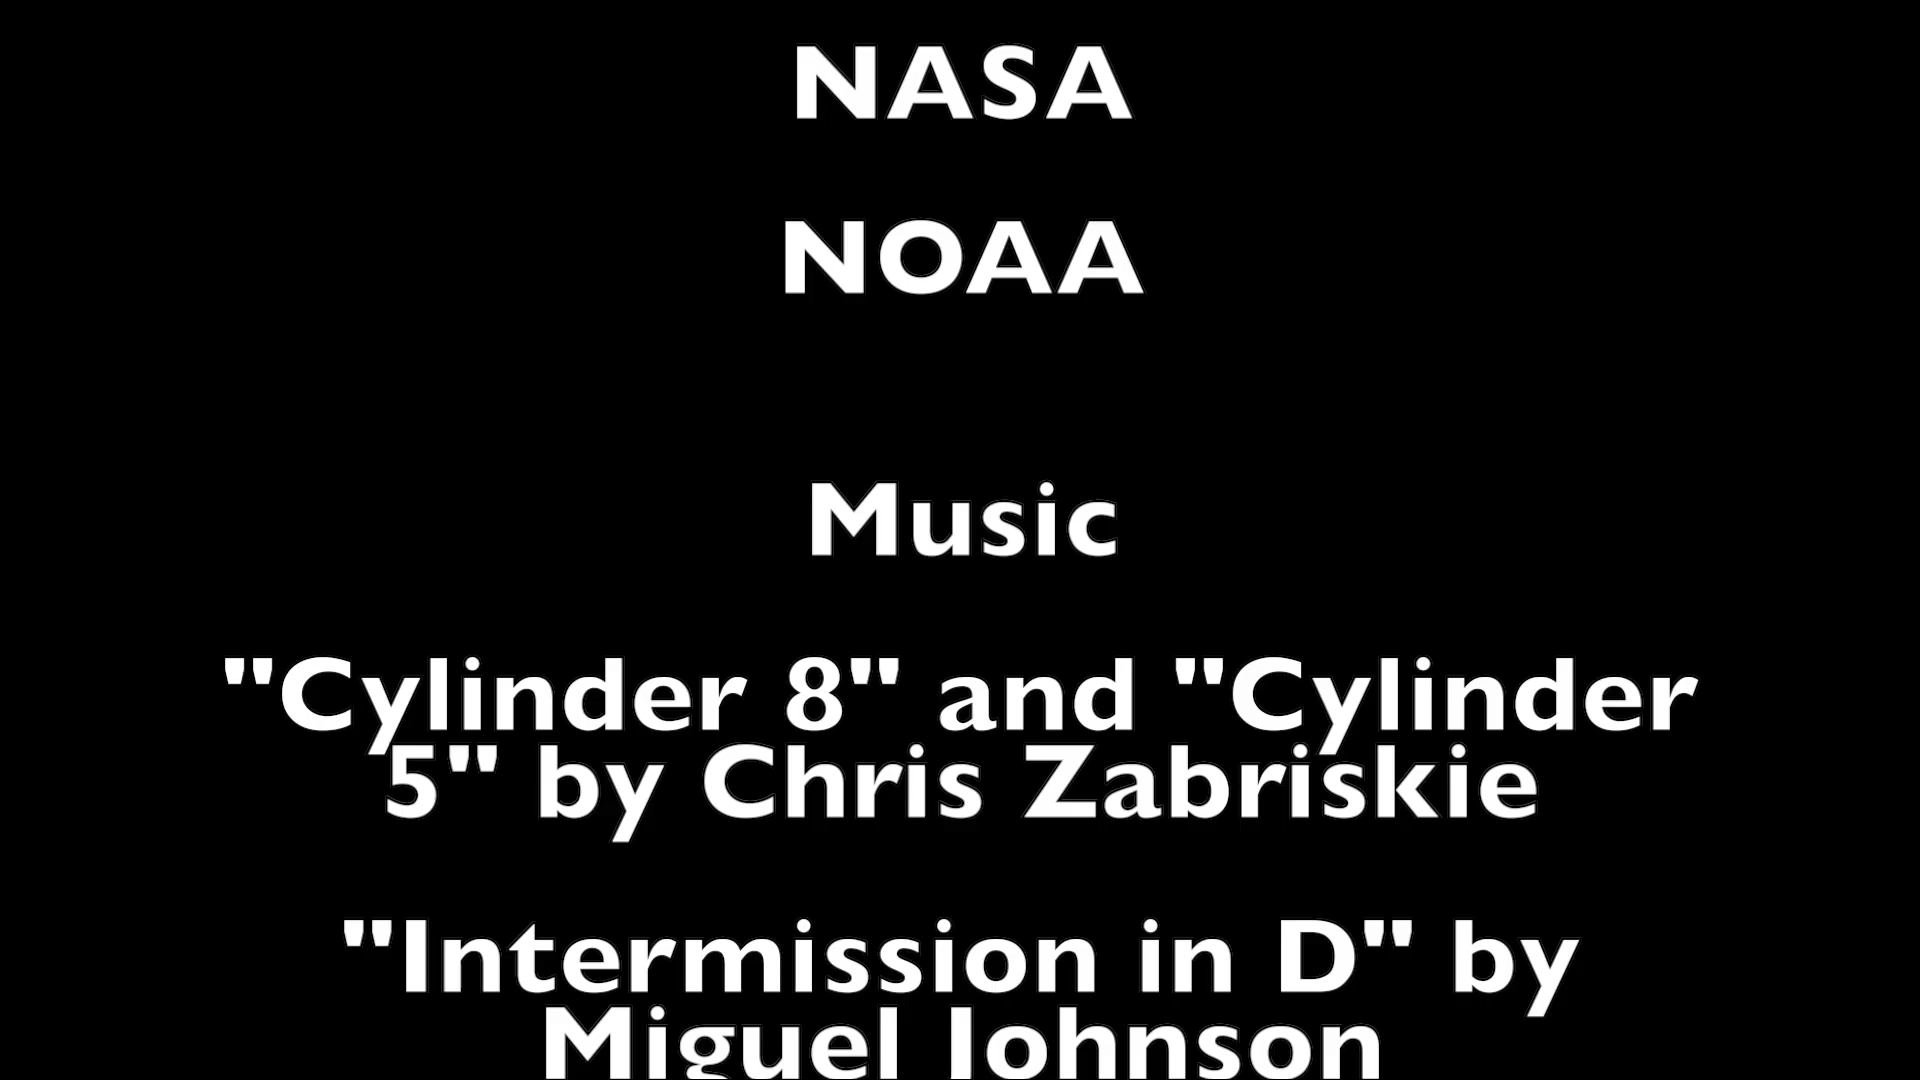 NASA
NOAA
Music
"Cylinder 8" and "Cylinder
5" by Chris Zabriskie
"Intermission in D" by
Miguel Johnson